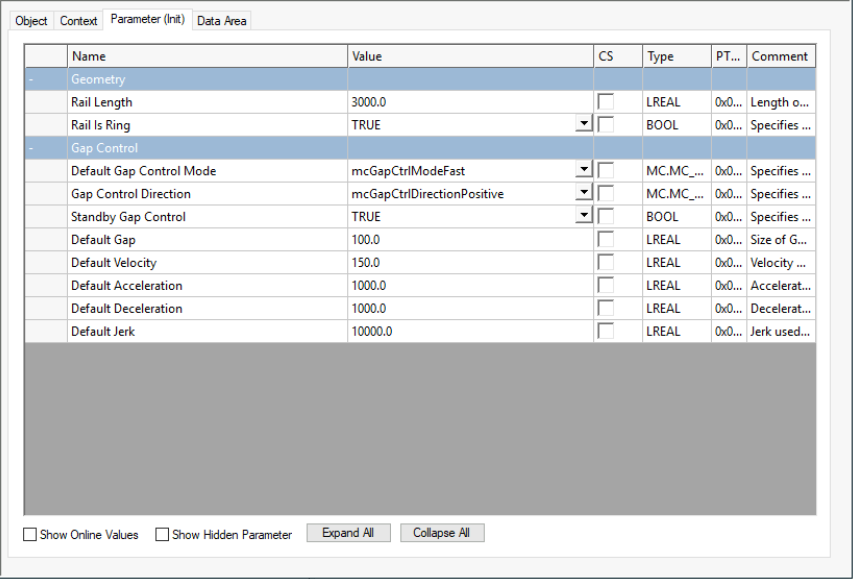 Object Context Parameter (Init) Data Area
Name Value CS Type PT... Comment
- Geometry
Rail Length 3000.0 LREAL 0x0... Length o...
Rail Is Ring TRUE BOOL 0x0... Specifies ...
- Gap Control
Default Gap Control Mode mcGapCtrlModeFast MC.MC_... 0x0... Specifies ...
Gap Control Direction mcGapCtrlDirectionPositive MC.MC_... 0x0... Specifies ...
Standby Gap Control TRUE BOOL 0x0... Specifies ...
Default Gap 100.0 LREAL 0x0... Size of G...
Default Velocity 150.0 LREAL 0x0... Velocity ...
Default Acceleration 1000.0 LREAL 0x0... Accelerat...
Default Deceleration 1000.0 LREAL 0x0... Decelerat...
Default Jerk 10000.0 LREAL 0x0... Jerk used...
Show Online Values Show Hidden Parameter Expand All Collapse All